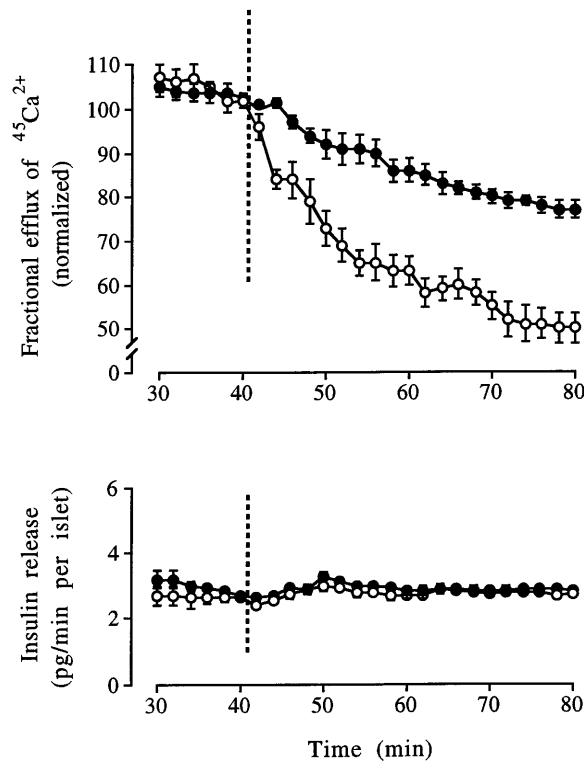 Fractional efflux of ⁴⁵Ca²⁺
(normalized)
110
100
90
80
70
60
50
0
30 40 50 60 70 80
Insulin release
(pg/min per islet)
6
4
2
0
30 40 50 60 70 80
Time (min)